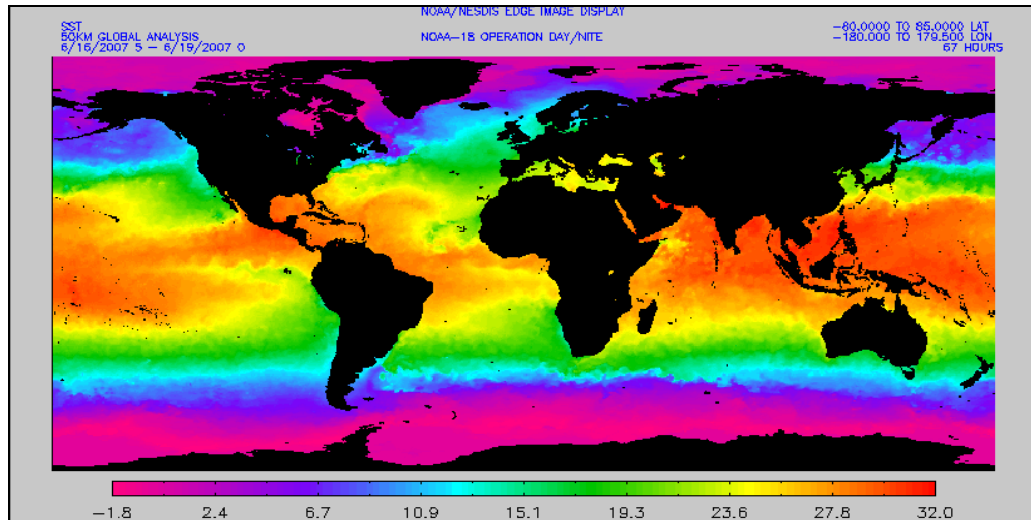 NOAA/NESDIS EDGE IMAGE DISPLAY
SST
50KM GLOBAL ANALYSIS
6/16/2007 5 – 6/19/2007 0
NOAA–18 OPERATION DAY/NITE
–80.0000 TO 85.0000 LAT
–180.000 TO 179.500 LON
67 HOURS
–1.8 2.4 6.7 10.9 15.1 19.3 23.6 27.8 32.0